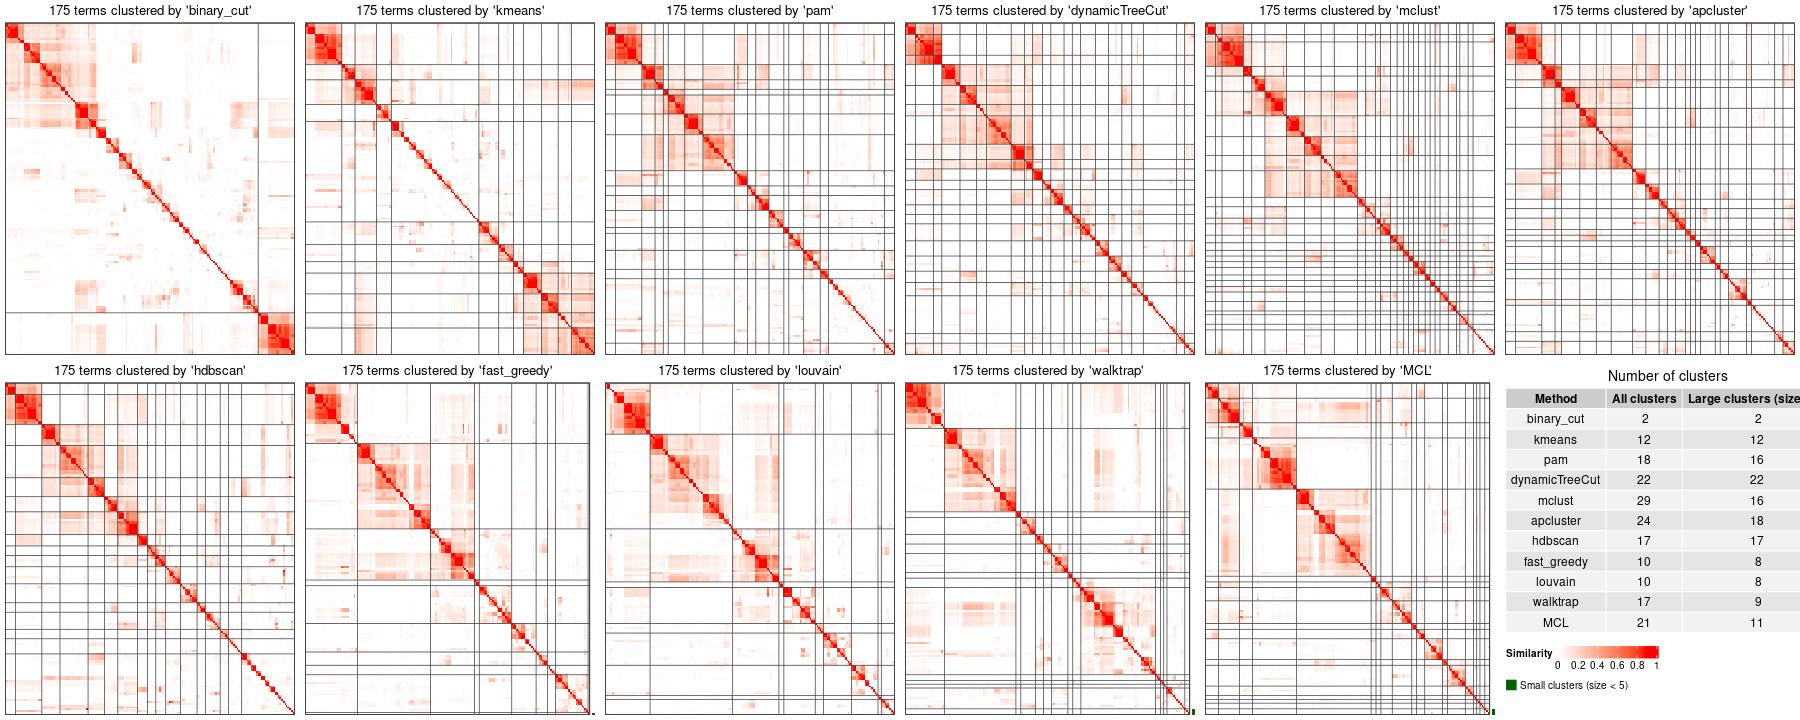 175 terms clustered by 'binary_cut'
175 terms clustered by 'kmeans'
175 terms clustered by 'pam'
175 terms clustered by 'dynamicTreeCut'
175 terms clustered by 'mclust'
175 terms clustered by 'apcluster'
175 terms clustered by 'hdbscan'
175 terms clustered by 'fast_greedy'
175 terms clustered by 'louvain'
175 terms clustered by 'walktrap'
175 terms clustered by 'MCL'
Number of clusters
Method All clusters Large clusters (size
binary_cut 2 2
kmeans 12 12
pam 18 16
dynamicTreeCut 22 22
mclust 29 16
apcluster 24 18
hdbscan 17 17
fast_greedy 10 8
louvain 10 8
walktrap 17 9
MCL 21 11
Similarity
0 0.2 0.4 0.6 0.8 1
Small clusters (size < 5)